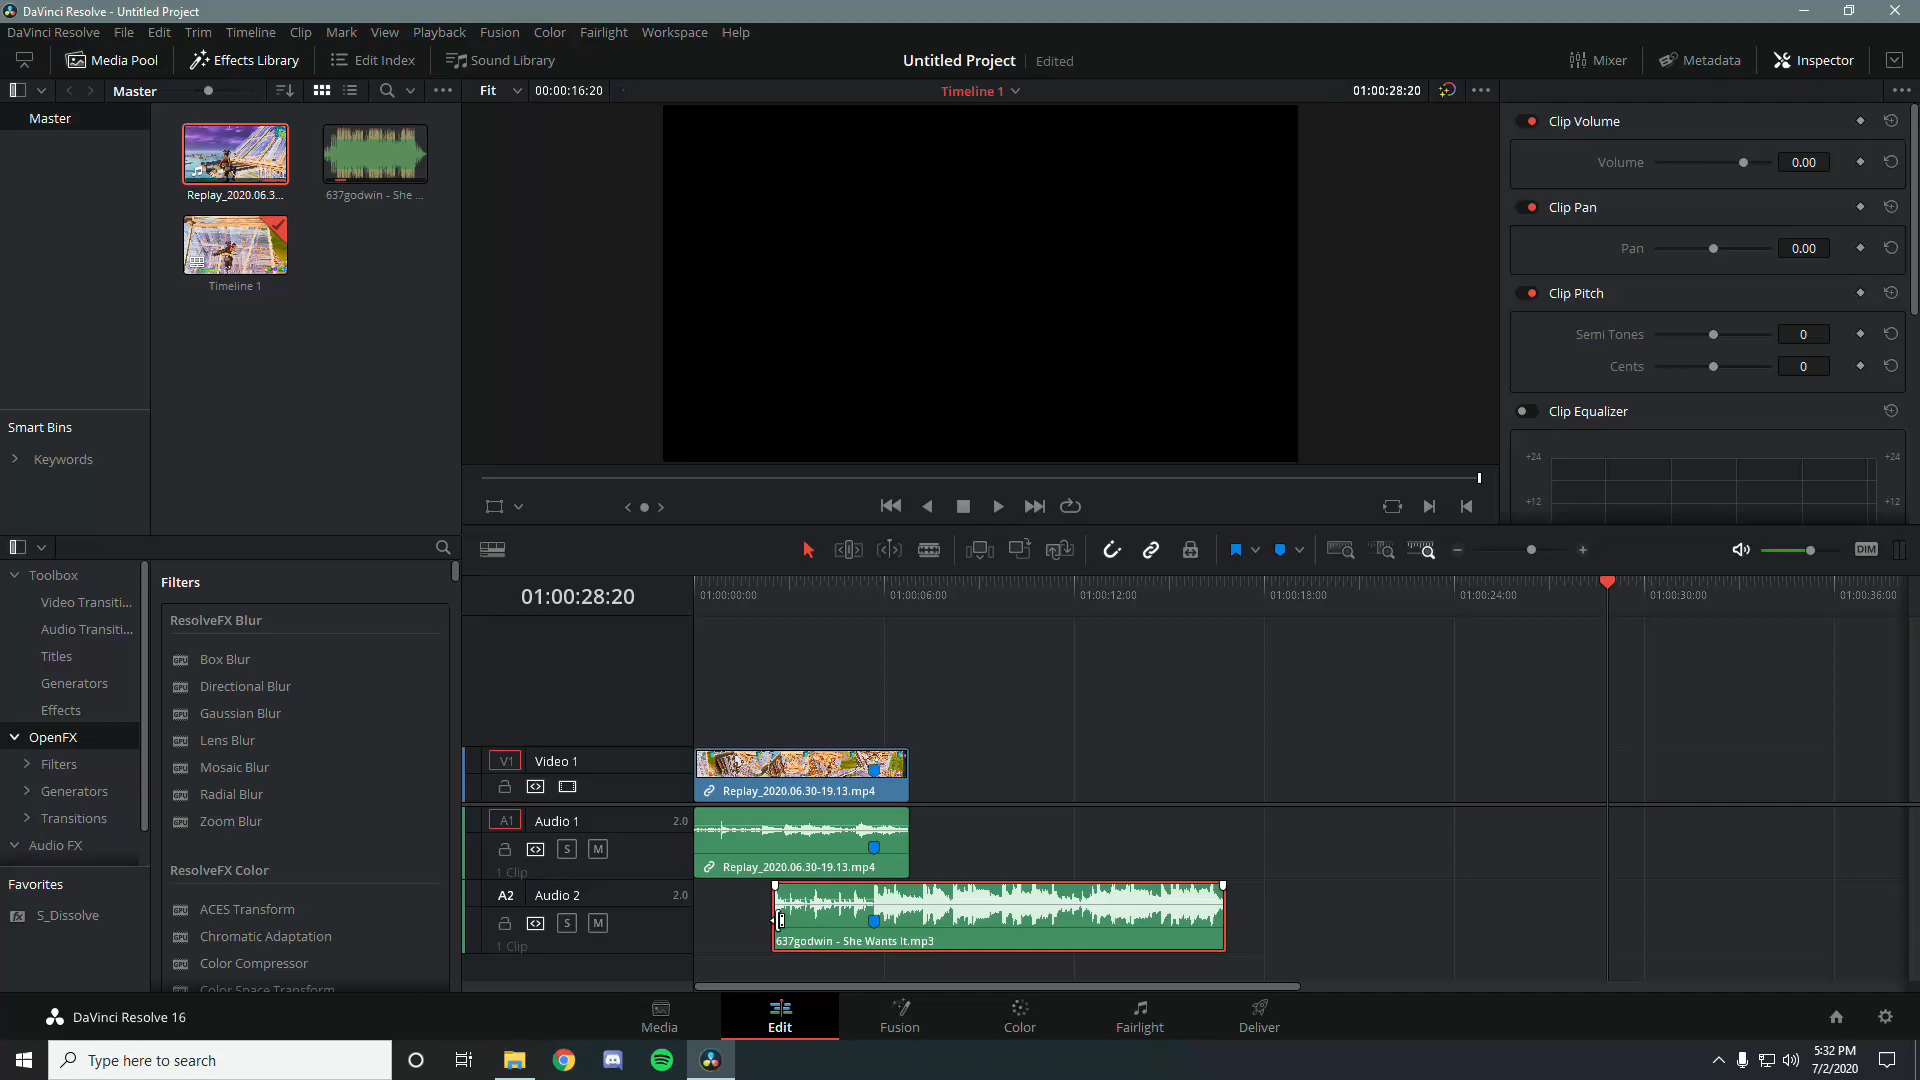 DaVinci Resolve - Untitled Project
DaVinci Resolve File Edit Trim Timeline Clip Mark View Playback Fusion Color Fairlight Workspace Help
Media Pool Effects Library Edit Index Sound Library Untitled Project Edited Mixer Metadata Inspector
Master Fit 00:00:16:20 Timeline 1 01:00:28:20
Master
Replay_2020.06.3...
637godwin - She ...
Timeline 1
Smart Bins
Keywords
Clip Volume
Volume 0.00
Clip Pan
Pan 0.00
Clip Pitch
Semi Tones 0
Cents 0
Clip Equalizer
+24 +24
+12 +12
DIM
Toolbox
Video Transiti...
Audio Transiti...
Titles
Generators
Effects
OpenFX
Filters
Generators
Transitions
Audio FX
Favorites
S_Dissolve
Filters
ResolveFX Blur
GPU Box Blur
GPU Directional Blur
GPU Gaussian Blur
GPU Lens Blur
GPU Mosaic Blur
GPU Radial Blur
GPU Zoom Blur
ResolveFX Color
GPU ACES Transform
GPU Chromatic Adaptation
GPU Color Compressor
GPU Color Space Transform
01:00:28:20
01:00:00:00 01:00:06:00 01:00:12:00 01:00:18:00 01:00:24:00 01:00:30:00 01:00:36:00
V1 Video 1
Replay_2020.06.30-19.13.mp4
A1 Audio 1 2.0
S M
1 Clip
Replay_2020.06.30-19.13.mp4
A2 Audio 2 2.0
S M
1 Clip
637godwin - She Wants It.mp3
DaVinci Resolve 16
Media Edit Fusion Color Fairlight Deliver
Type here to search
5:32 PM
7/2/2020